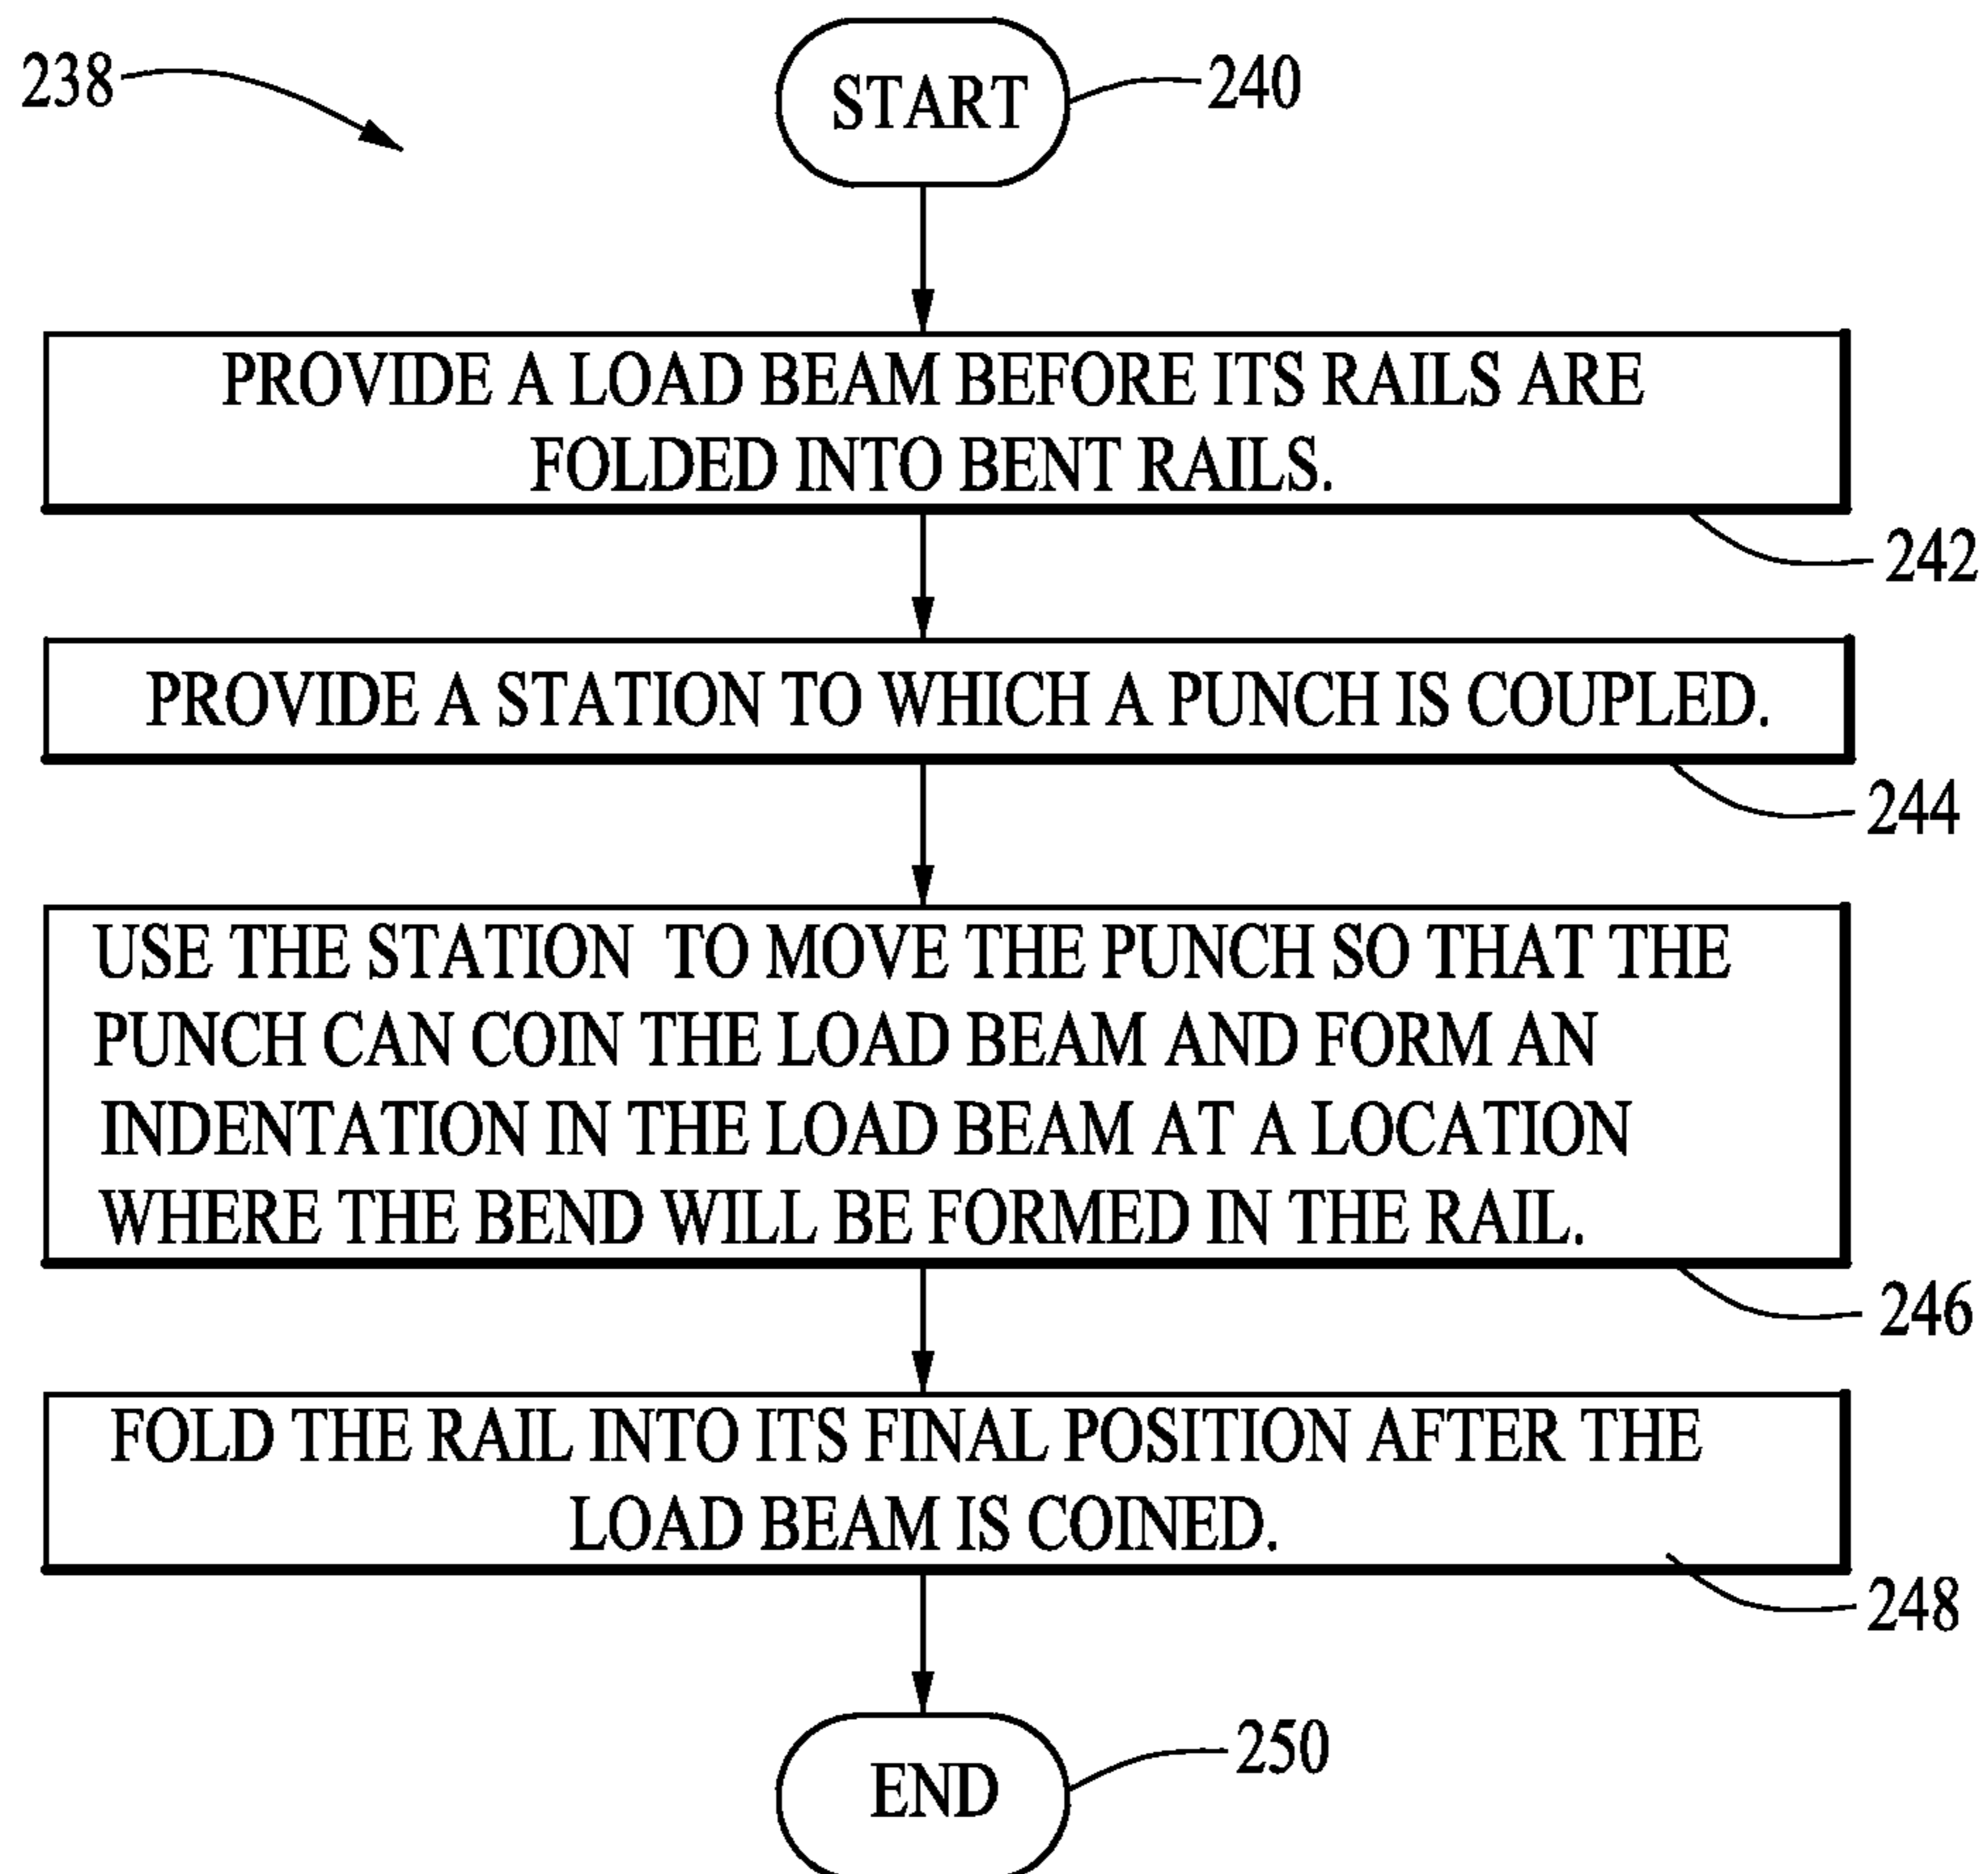 238
START
240
PROVIDE A LOAD BEAM BEFORE ITS RAILS ARE
FOLDED INTO BENT RAILS.
242
PROVIDE A STATION TO WHICH A PUNCH IS COUPLED.
244
USE THE STATION TO MOVE THE PUNCH SO THAT THE
PUNCH CAN COIN THE LOAD BEAM AND FORM AN
INDENTATION IN THE LOAD BEAM AT A LOCATION
WHERE THE BEND WILL BE FORMED IN THE RAIL.
246
FOLD THE RAIL INTO ITS FINAL POSITION AFTER THE
LOAD BEAM IS COINED.
248
END
250